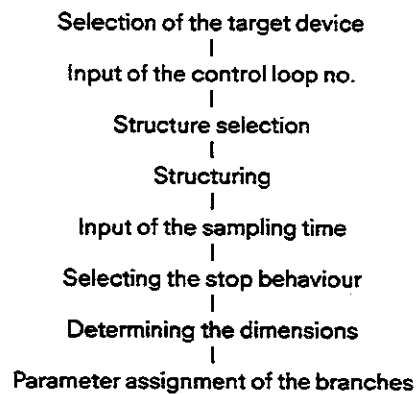 Selection of the target device
Input of the control loop no.
Structure selection
Structuring
Input of the sampling time
Selecting the stop behaviour
Determining the dimensions
Parameter assignment of the branches